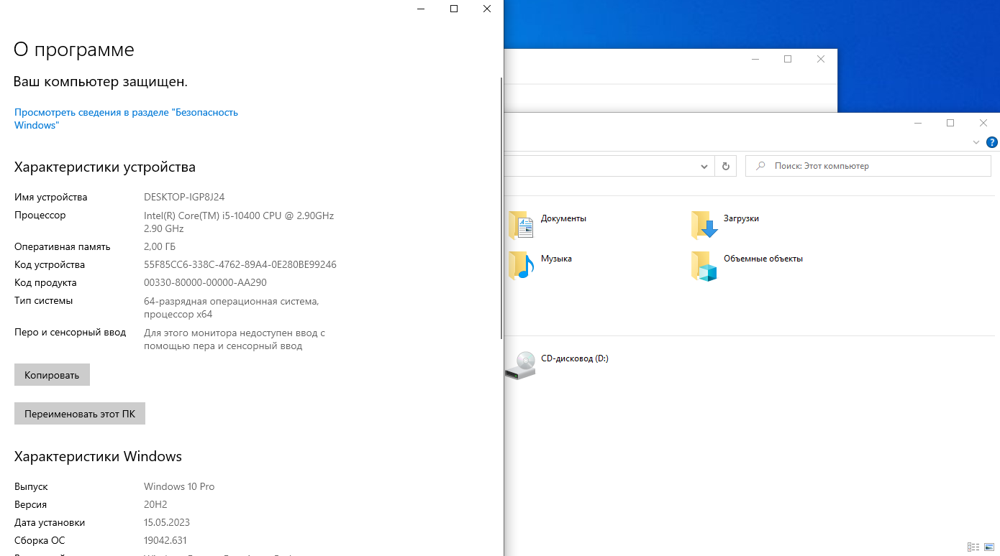 О программе
Ваш компьютер защищен.
Просмотреть сведения в разделе "Безопасность
Windows"
Характеристики устройства
Имя устройства DESKTOP-IGP8J24
Процессор Intel(R) Core(TM) i5-10400 CPU @ 2.90GHz
2.90 GHz
Оперативная память 2,00 ГБ
Код устройства 55F85CC6-338C-4762-89A4-0E280BE99246
Код продукта 00330-80000-00000-AA290
Тип системы 64-разрядная операционная система,
процессор x64
Перо и сенсорный ввод Для этого монитора недоступен ввод с
помощью пера и сенсорный ввод
Копировать
Переименовать этот ПК
Характеристики Windows
Выпуск Windows 10 Pro
Версия 20H2
Дата установки 15.05.2023
Сборка ОС 19042.631
?
Поиск: Этот компьютер
Документы
Загрузки
Музыка
Объемные объекты
CD-дисковод (D:)